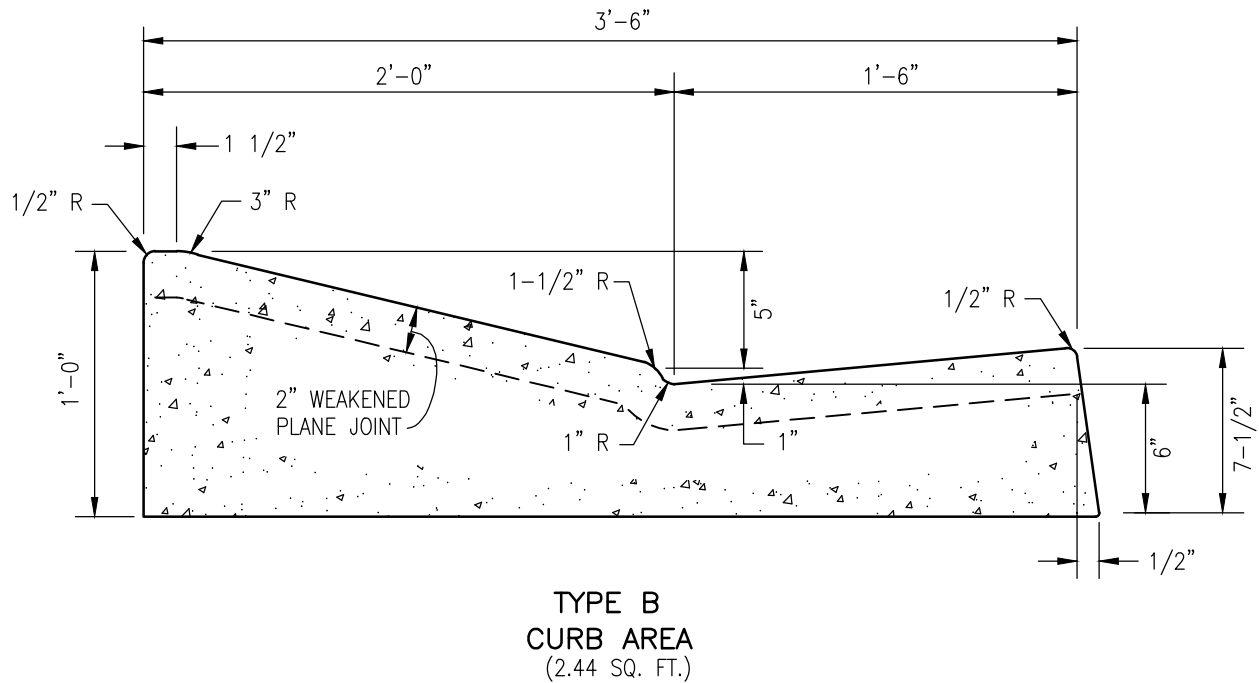 3'-6"
2'-0"
1'-6"
1 1/2"
1/2" R
3" R
1-1/2" R
5"
1/2" R
1'-0"
2" WEAKENED
PLANE JOINT
1" R
1"
6"
7-1/2"
1/2"
TYPE B
CURB AREA
(2.44 SQ. FT.)